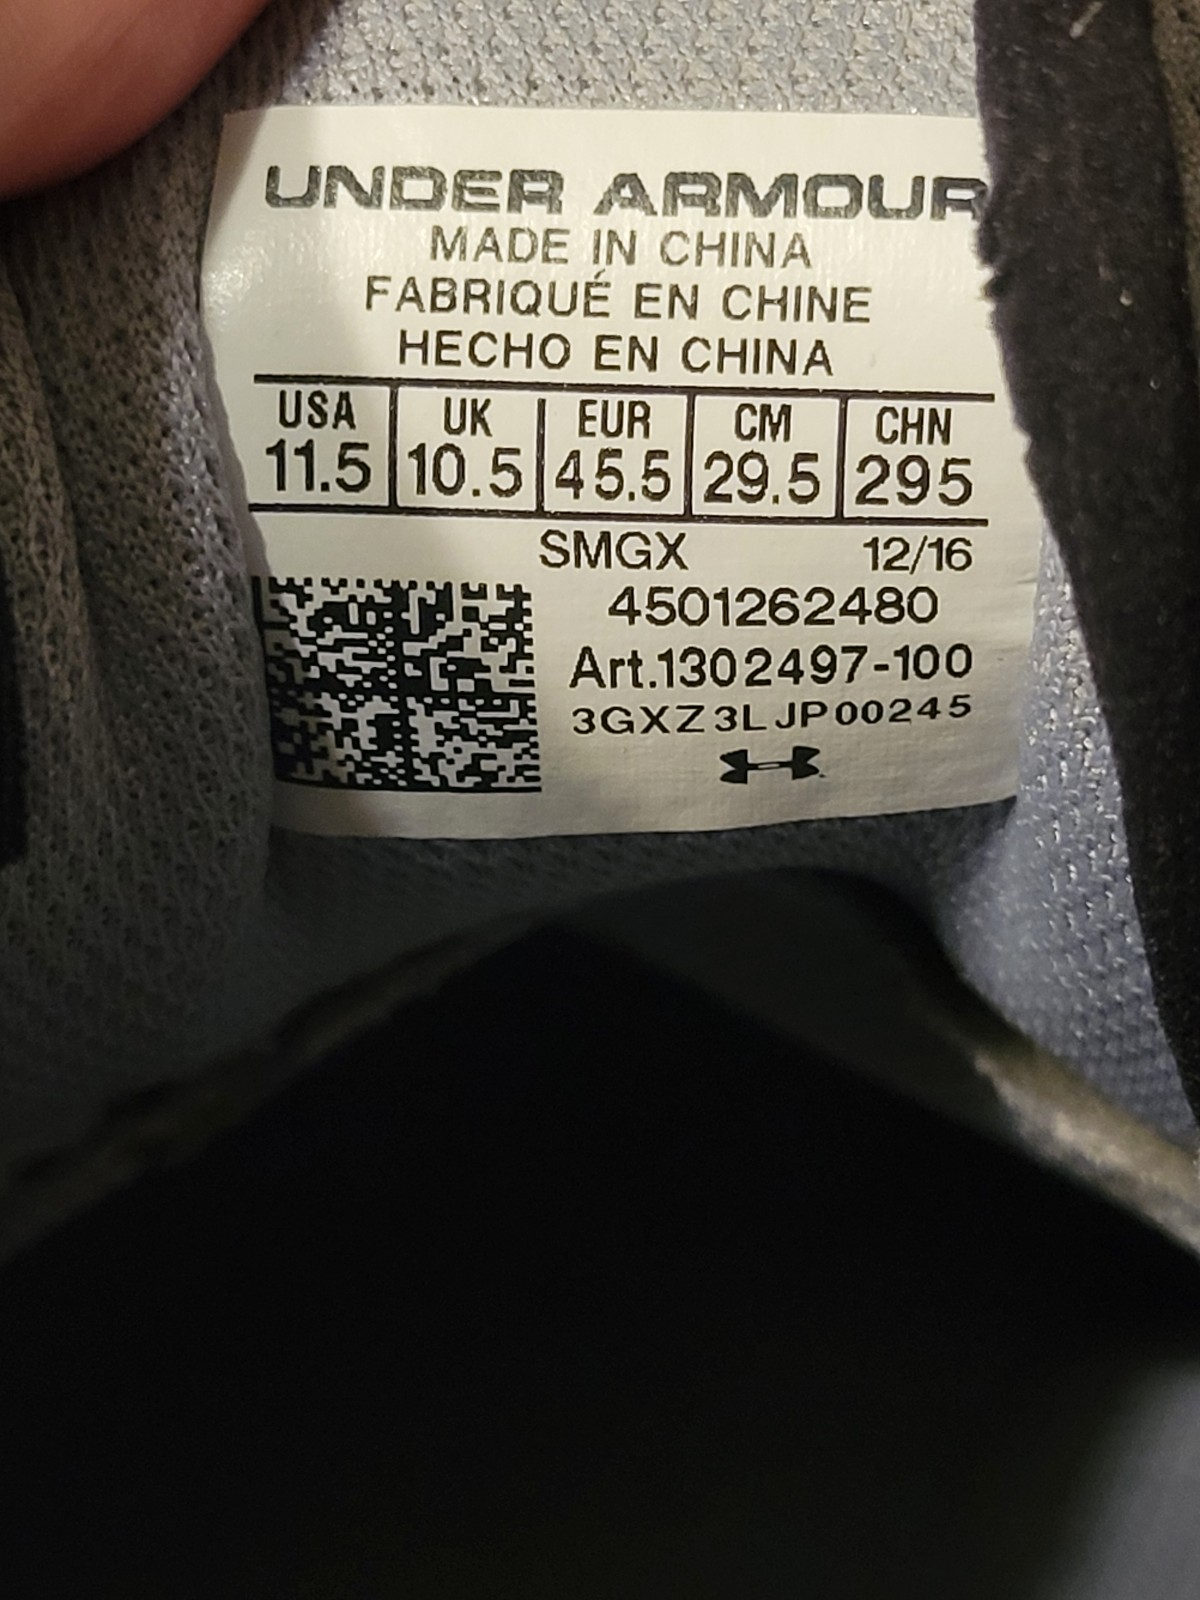 UNDER ARMOUR
MADE IN CHINA
FABRIQUÉ EN CHINE
HECHO EN CHINA
USA UK EUR CM CHN
11.5 10.5 45.5 29.5 295
SMGX 12/16
4501262480
Art.1302497-100
3GXZ3LJP00245